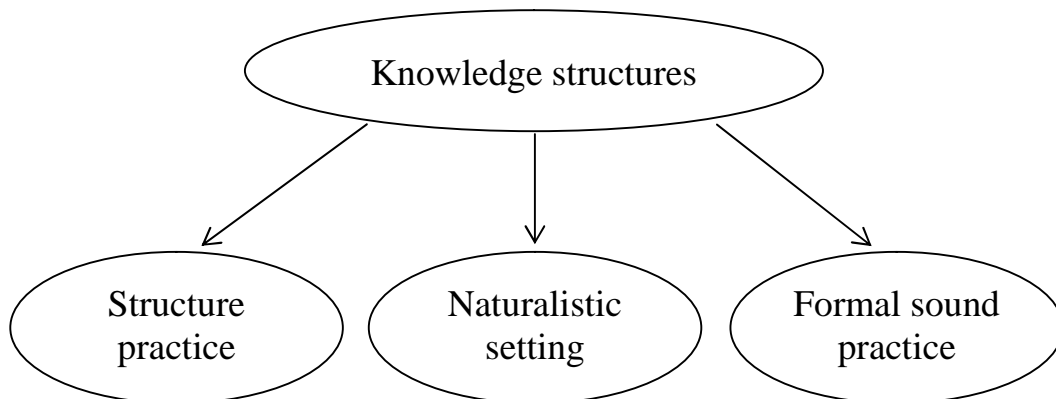 Knowledge structures
Structure
practice
Naturalistic
setting
Formal sound
practice